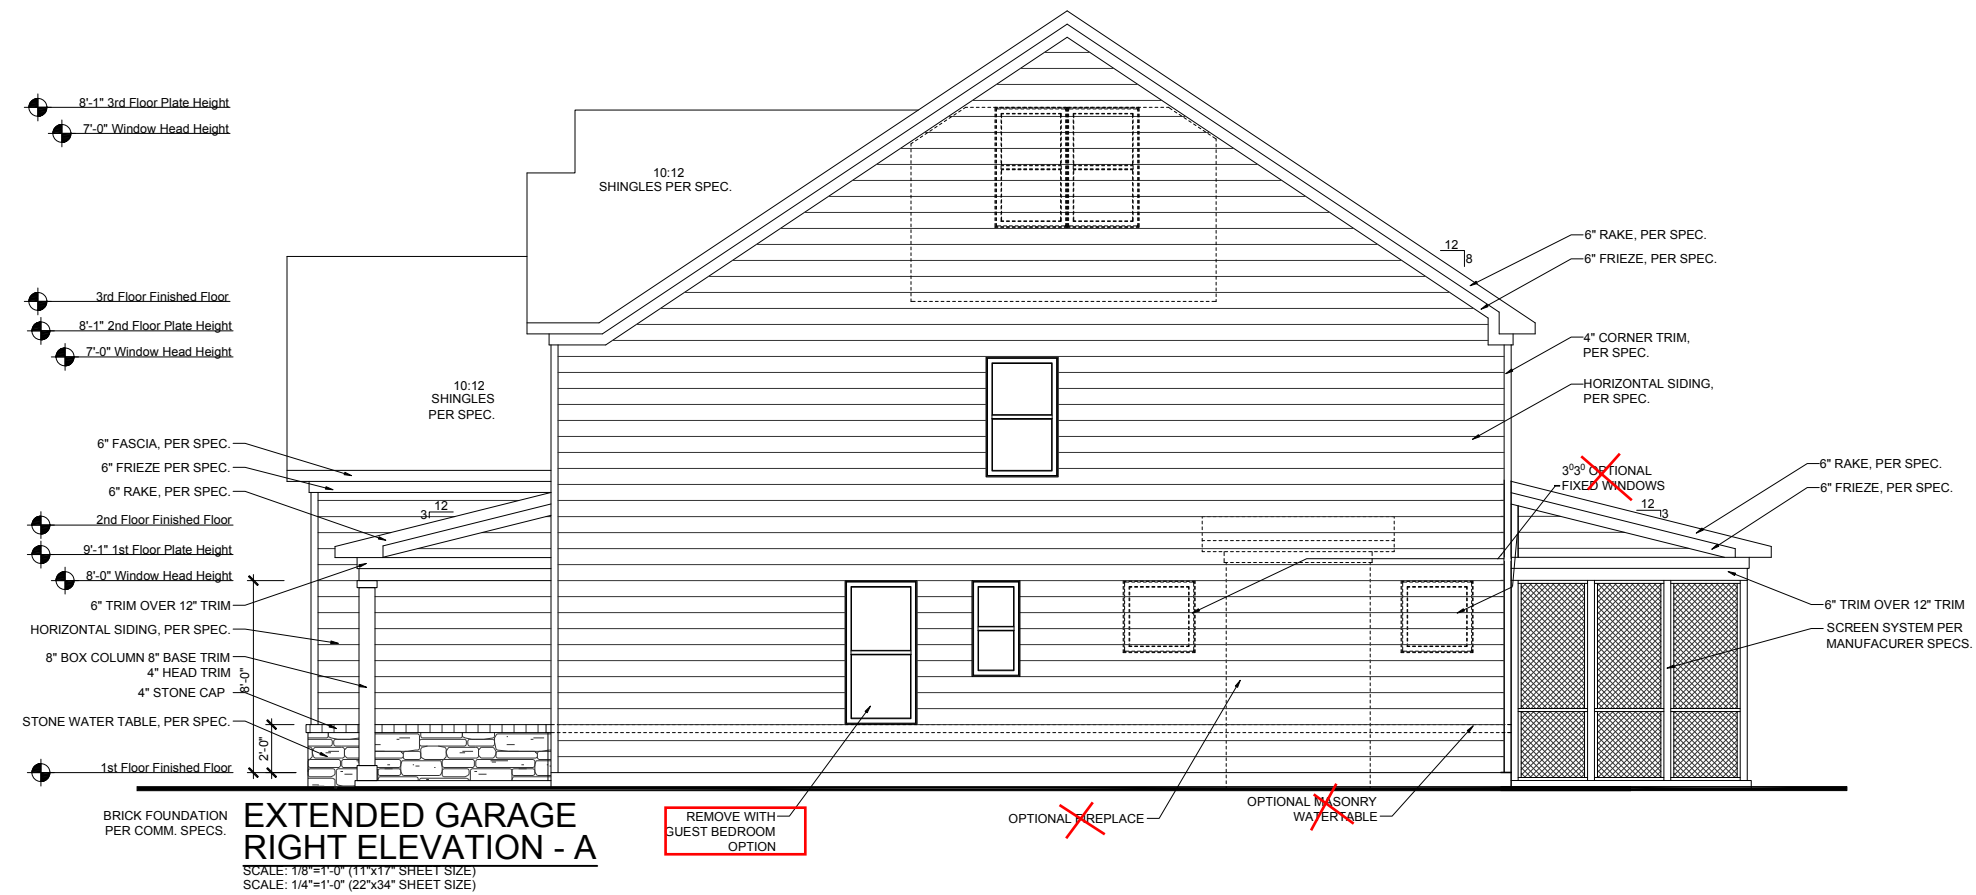 8'-1" 3rd Floor Plate Height
7'-0" Window Head Height
10:12
SHINGLES PER SPEC.
12
8
6" RAKE, PER SPEC.
6" FRIEZE, PER SPEC.
3rd Floor Finished Floor
8'-1" 2nd Floor Plate Height
7'-0" Window Head Height
4" CORNER TRIM,
PER SPEC.
HORIZONTAL SIDING,
PER SPEC.
10:12
SHINGLES
PER SPEC.
6" FASCIA, PER SPEC.
6" FRIEZE PER SPEC.
6" RAKE, PER SPEC.
12
3
3⁰3⁰ OPTIONAL
FIXED WINDOWS
6" RAKE, PER SPEC.
6" FRIEZE, PER SPEC.
12
3
2nd Floor Finished Floor
9'-1" 1st Floor Plate Height
8'-0" Window Head Height
6" TRIM OVER 12" TRIM
HORIZONTAL SIDING, PER SPEC.
8" BOX COLUMN 8" BASE TRIM
4" HEAD TRIM
4" STONE CAP
STONE WATER TABLE, PER SPEC.
8'-0"
2'-0"
1st Floor Finished Floor
6" TRIM OVER 12" TRIM
SCREEN SYSTEM PER
MANUFACURER SPECS.
BRICK FOUNDATION
PER COMM. SPECS.
EXTENDED GARAGE
RIGHT ELEVATION - A
SCALE: 1/8"=1'-0" (11"x17" SHEET SIZE)
SCALE: 1/4"=1'-0" (22"x34" SHEET SIZE)
REMOVE WITH
GUEST BEDROOM
OPTION
OPTIONAL FIREPLACE
OPTIONAL MASONRY
WATERTABLE